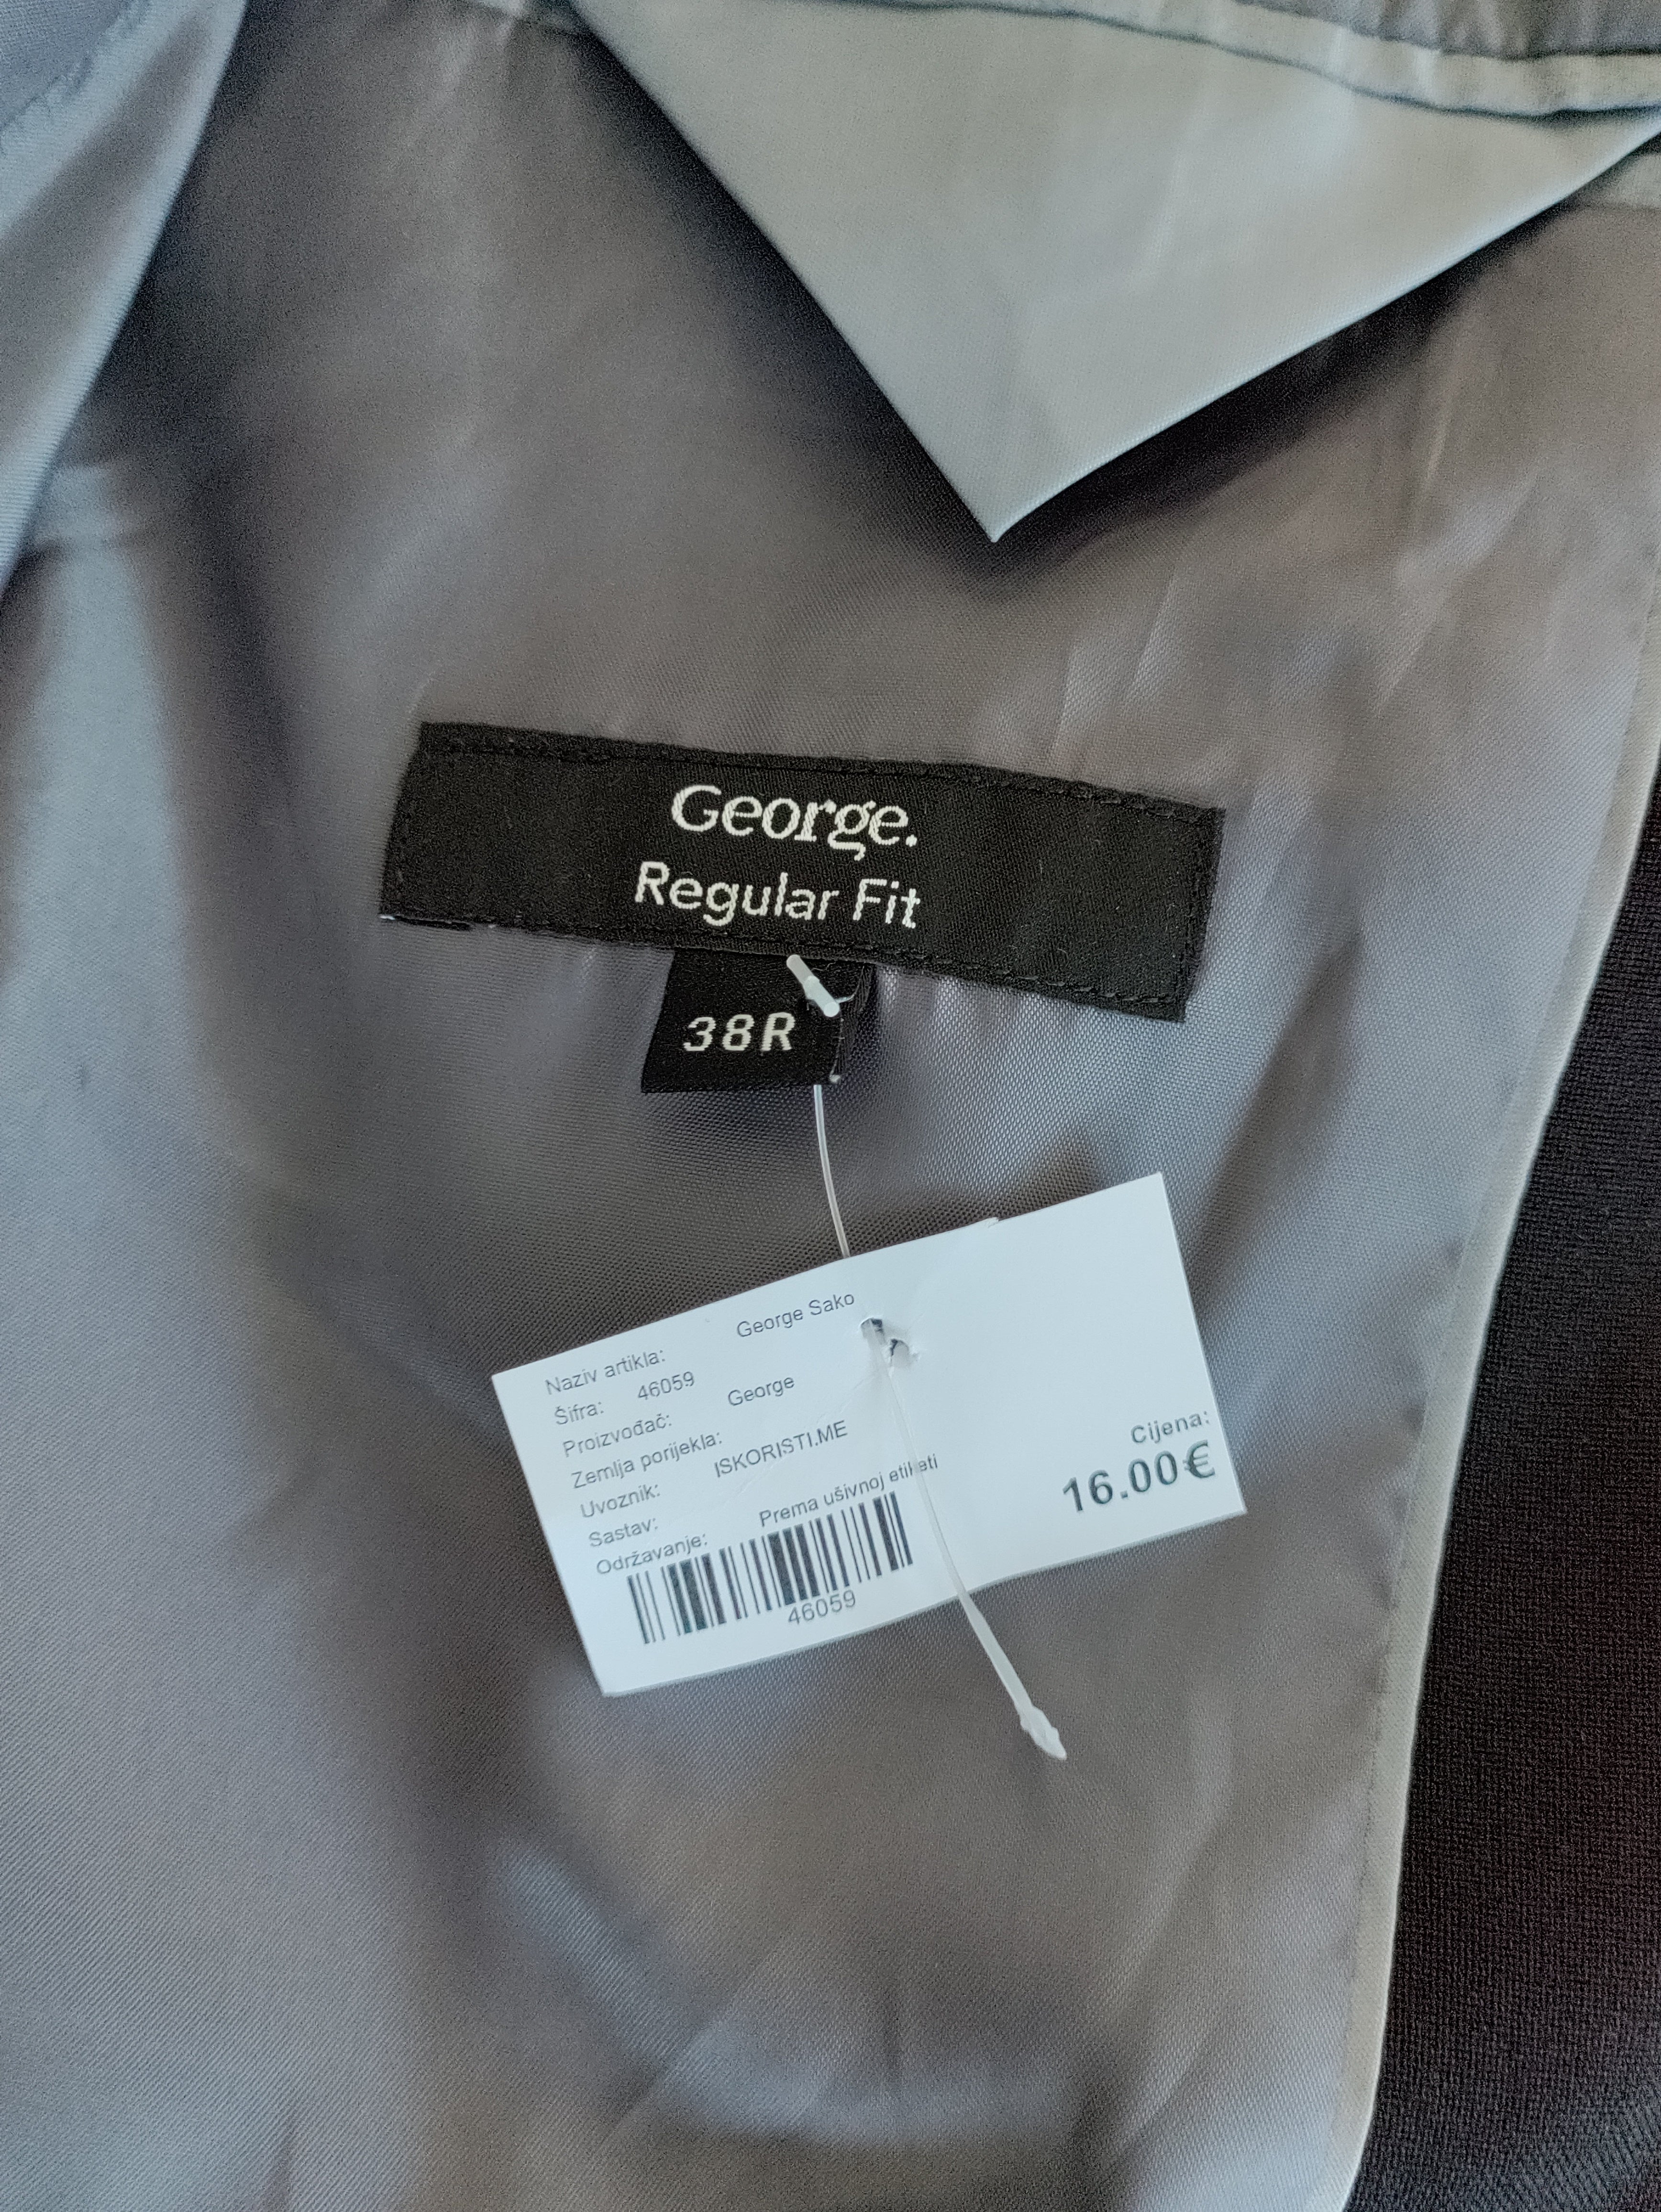 George.
Regular Fit
38R
Naziv artikla: George Sako
Šifra: 46059
Proizvođač: George
Zemlja porijekla:
Uvoznik: ISKORISTI.ME
Sastav:
Održavanje: Prema ušivnoj etiketi
46059
Cijena:
16.00€